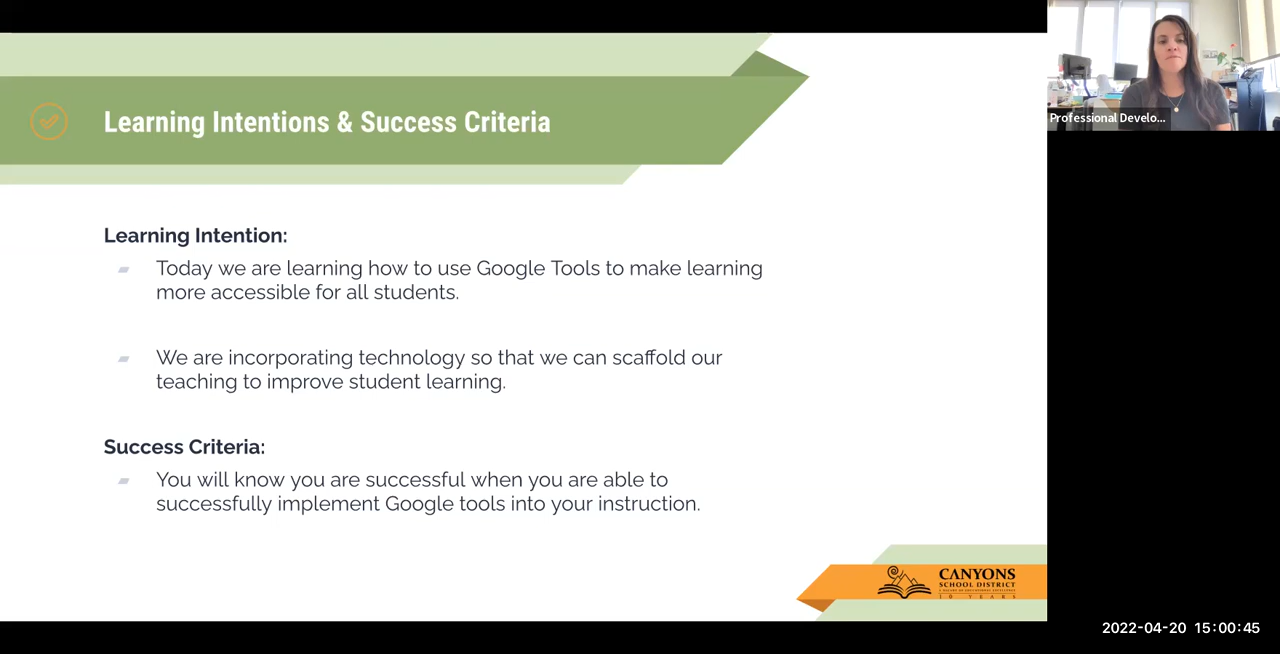 Learning Intentions & Success Criteria
Learning Intention:
Today we are learning how to use Google Tools to make learning
more accessible for all students.
We are incorporating technology so that we can scaffold our
teaching to improve student learning.
Success Criteria:
You will know you are successful when you are able to
successfully implement Google tools into your instruction.
CANYONS
SCHOOL DISTRICT
10 YEARS
Professional Develo...
2022-04-20 15:00:45